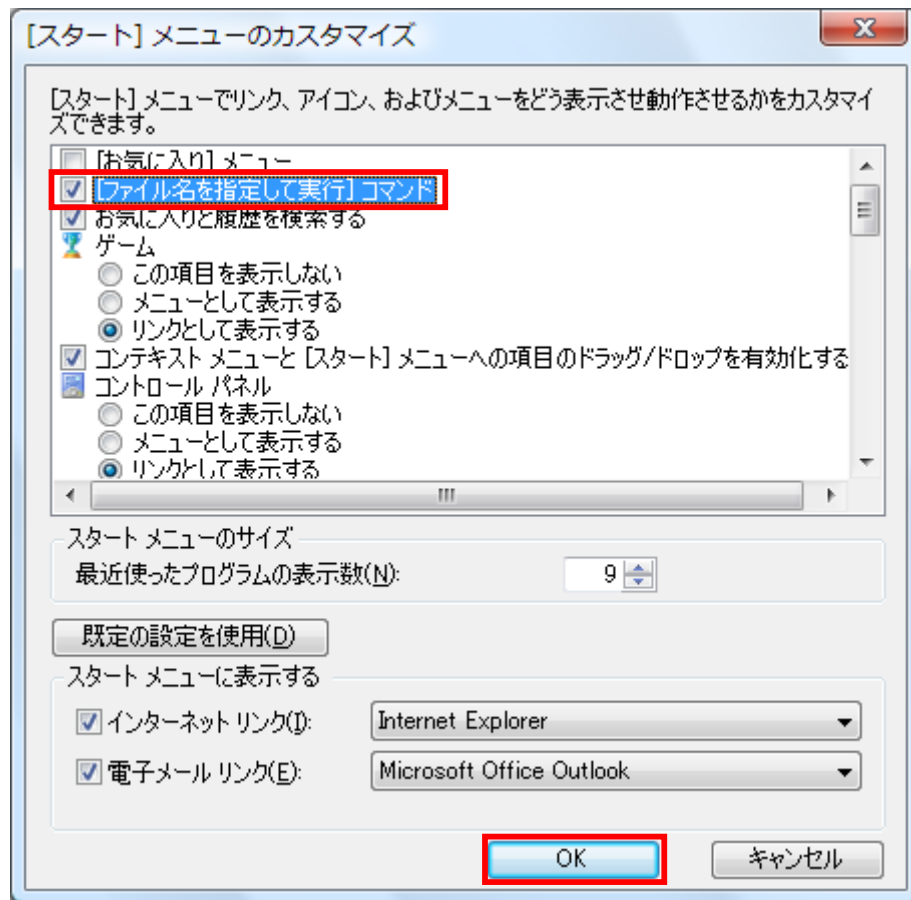 [スタート] メニューのカスタマイズ
[スタート] メニューでリンク、アイコン、およびメニューをどう表示させ動作させるかをカスタマイ
ズできます。
[お気に入り] メニュー
[ファイル名を指定して実行] コマンド
お気に入りと履歴を検索する
ゲーム
この項目を表示しない
メニューとして表示する
リンクとして表示する
コンテキスト メニューと [スタート] メニューへの項目のドラッグ/ドロップを有効化する
コントロール パネル
この項目を表示しない
メニューとして表示する
リンクとして表示する
スタート メニューのサイズ
最近使ったプログラムの表示数(N): 9
既定の設定を使用(D)
スタート メニューに表示する
インターネット リンク(I): Internet Explorer
電子メール リンク(E): Microsoft Office Outlook
OK キャンセル